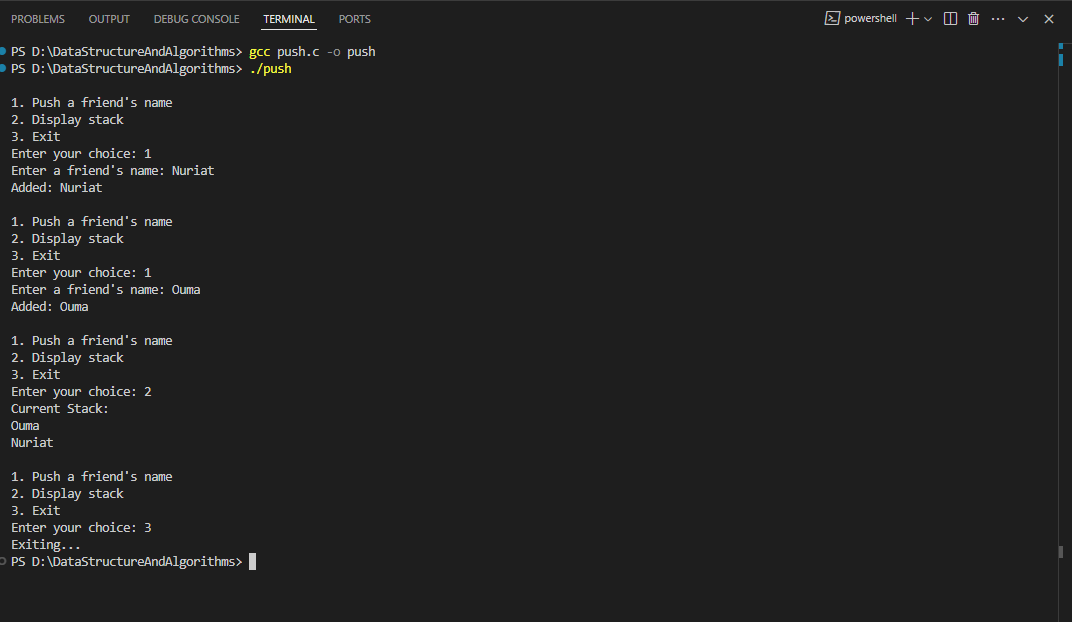 PROBLEMS OUTPUT DEBUG CONSOLE TERMINAL PORTS powershell
PS D:\DataStructureAndAlgorithms> gcc push.c -o push
PS D:\DataStructureAndAlgorithms> ./push
1. Push a friend's name
2. Display stack
3. Exit
Enter your choice: 1
Enter a friend's name: Nuriat
Added: Nuriat
1. Push a friend's name
2. Display stack
3. Exit
Enter your choice: 1
Enter a friend's name: Ouma
Added: Ouma
1. Push a friend's name
2. Display stack
3. Exit
Enter your choice: 2
Current Stack:
Ouma
Nuriat
1. Push a friend's name
2. Display stack
3. Exit
Enter your choice: 3
Exiting...
PS D:\DataStructureAndAlgorithms>